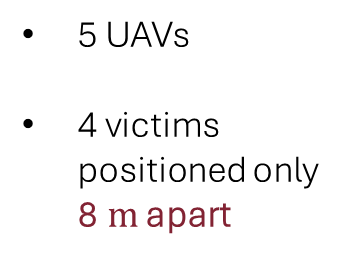 • 5 UAVs
• 4 victims
positioned only
8 m apart